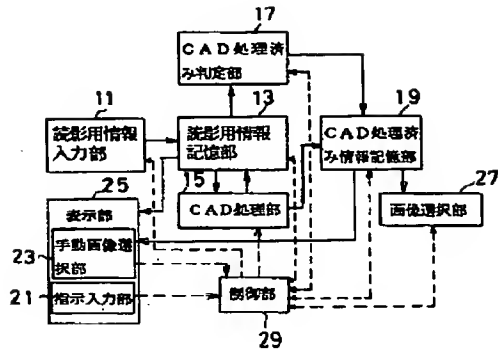 17
CAD処理済
み判定部
11
13
19
読影用情報
入力部
読影用情報
記憶部
CAD処理済
み情報記憶部
15
25
27
CAD処理部
画像選択部
表示部
23
手動画像選
択部
21
指示入力部
制御部
29